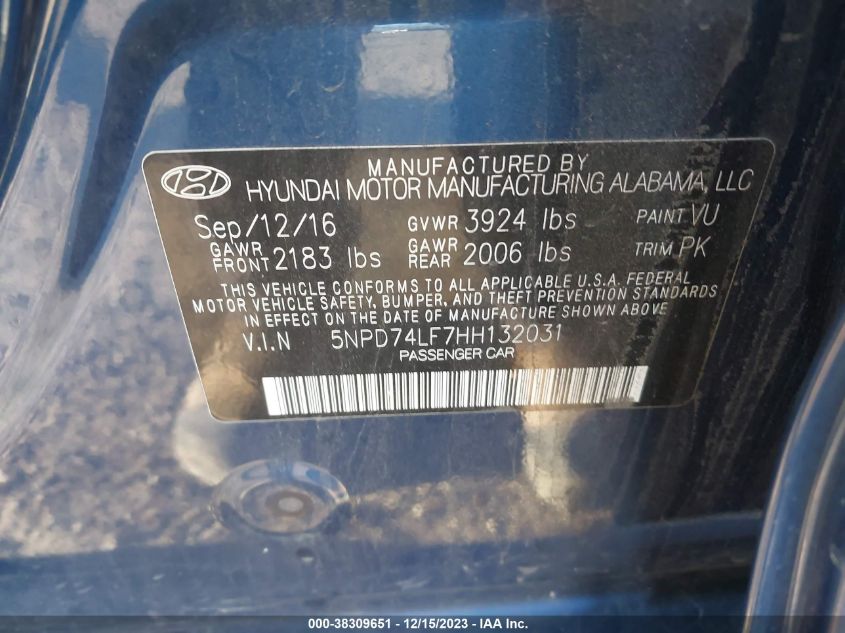 MANUFACTURED BY
HYUNDAI MOTOR MANUFACTURING ALABAMA, LLC
Sep/12/16 GVWR 3924 lbs PAINT VU
GAWR FRONT 2183 lbs GAWR REAR 2006 lbs TRIM PK
THIS VEHICLE CONFORMS TO ALL APPLICABLE U.S.A. FEDERAL
MOTOR VEHICLE SAFETY, BUMPER, AND THEFT PREVENTION STANDARDS
IN EFFECT ON THE DATE OF MANUFACTURE SHOWN ABOVE
V.I.N 5NPD74LF7HH132031
PASSENGER CAR
000-38309651 - 12/15/2023 - IAA Inc.